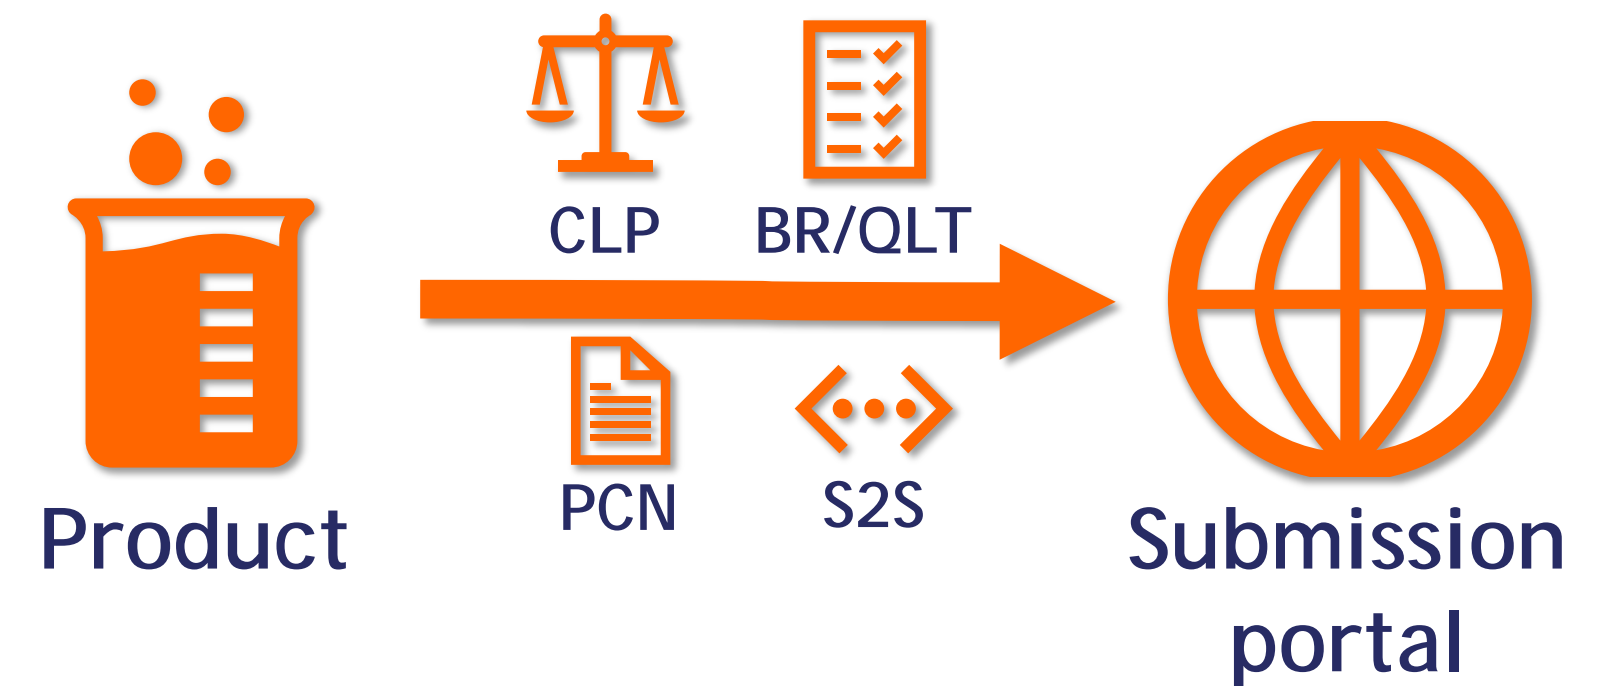 CLP
BR/QLT
PCN
S2S
Product
Submission
portal